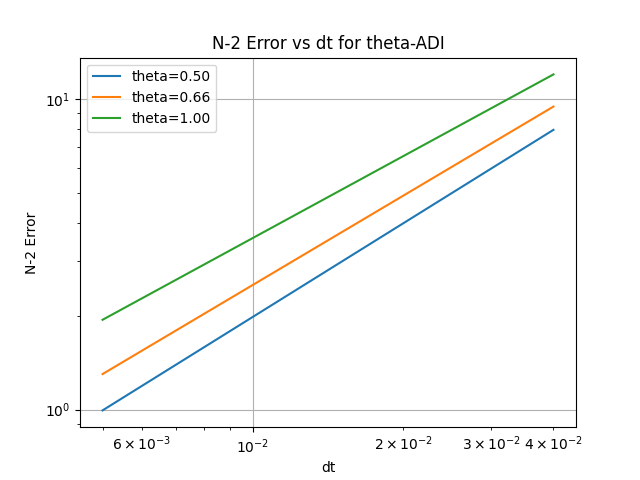 N-2 Error vs dt for theta-ADI
theta=0.50
theta=0.66
theta=1.00
10¹
10⁰
N-2 Error
6 × 10⁻³
10⁻²
2 × 10⁻²
3 × 10⁻²
4 × 10⁻²
dt